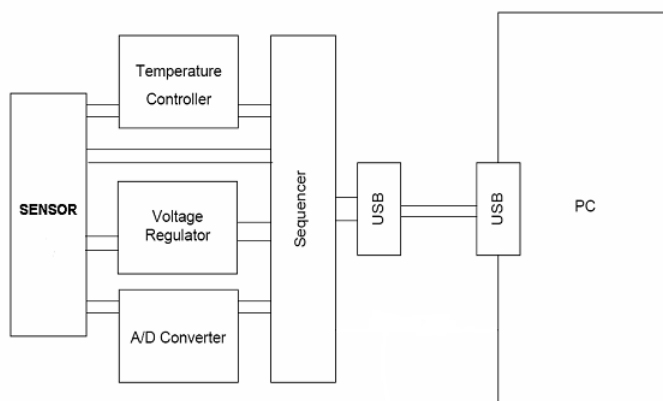 Temperature
Controller
SENSOR
Voltage
Regulator
A/D Converter
Sequencer
USB
USB
PC